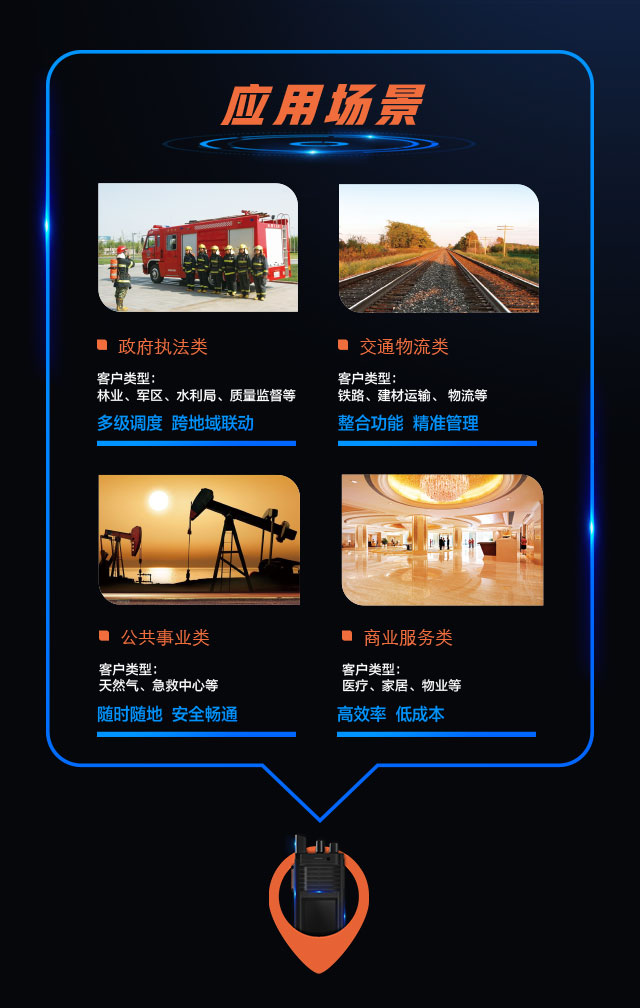 应用场景
政府执法类
客户类型：
林业、军区、水利局、质量监督等
多级调度 跨地域联动
交通物流类
客户类型：
铁路、建材运输、物流等
整合功能 精准管理
公共事业类
客户类型：
天然气、急救中心等
随时随地 安全畅通
商业服务类
客户类型：
医疗、家居、物业等
高效率 低成本